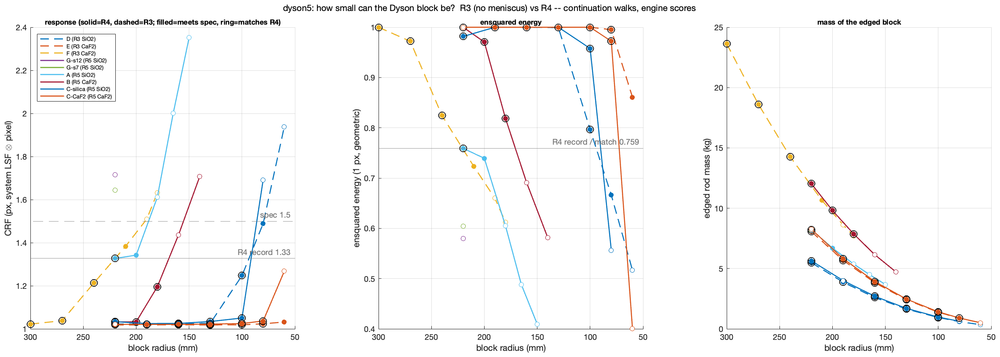 dyson5: how small can the Dyson block be?  R3 (no meniscus) vs R4 -- continuation walks, engine scores
response (solid=R4, dashed=R3; filled=meets spec, ring=matches R4)
CRF (px, system LSF ⊗ pixel)
2.4
2.2
2
1.8
1.6
1.4
1.2
1
D (R3 SiO2)
E (R3 CaF2)
F (R3 CaF2)
G-s12 (R5 SiO2)
G-s7 (R5 SiO2)
A (R5 SiO2)
B (R5 CaF2)
C-silica (R5 SiO2)
C-CaF2 (R5 CaF2)
spec 1.5
R4 record 1.33
300 250 200 150 100 50
block radius (mm)
ensquared energy
ensquared energy (1 px, geometric)
1
0.9
0.8
0.7
0.6
0.5
0.4
R4 record / match 0.759
300 250 200 150 100 50
block radius (mm)
mass of the edged block
edged rod mass (kg)
25
20
15
10
5
0
300 250 200 150 100 50
block radius (mm)